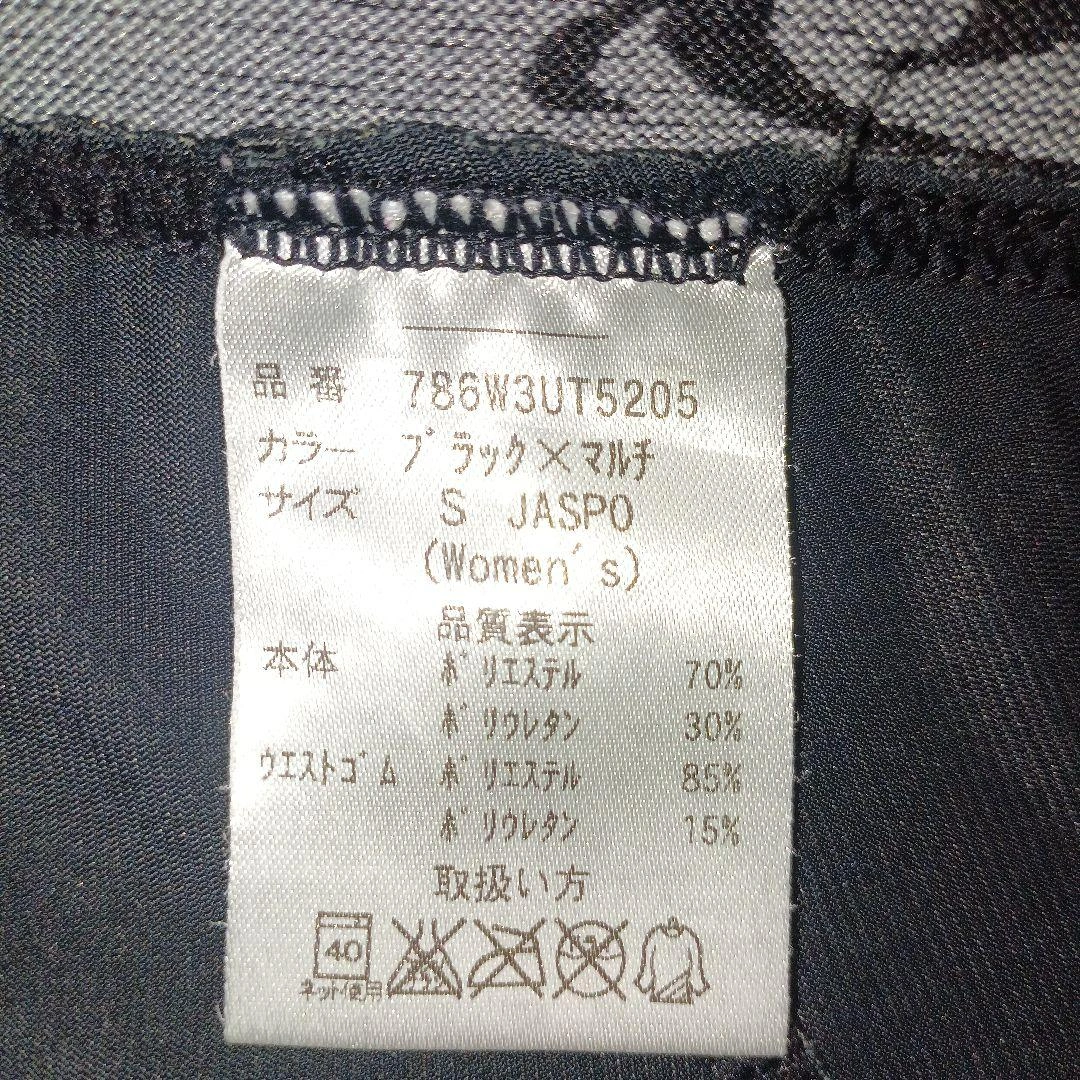 品番 786W3UT5205
カラー ブラック×マルチ
サイズ S JASPO
(Women's)
品質表示
本体 ポリエステル 70%
ポリウレタン 30%
ウエストゴム ポリエステル 85%
ポリウレタン 15%
取扱い方
40
ネット使用